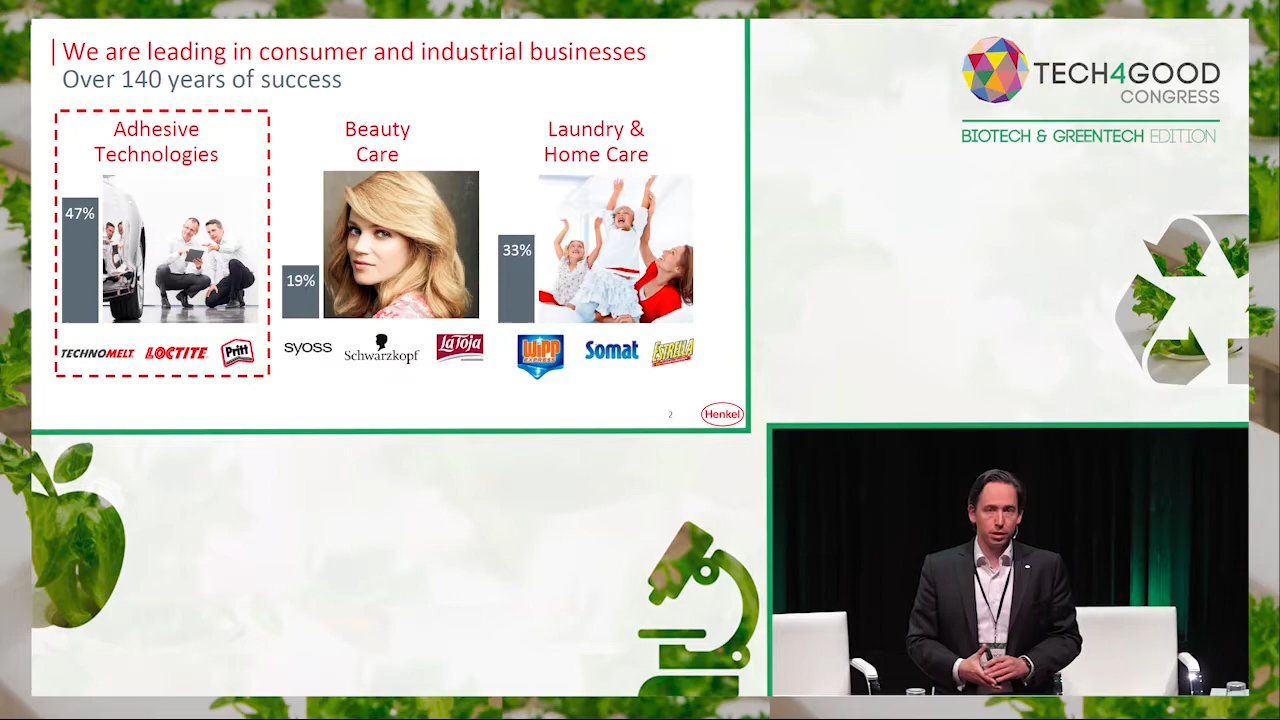 We are leading in consumer and industrial businesses
Over 140 years of success
Adhesive
Technologies
47%
TECHNOMELT
LOCTITE
Pritt
Beauty
Care
19%
syoss
Schwarzkopf
LaToja
Laundry &
Home Care
33%
WiPP
EXPRESS
Somat
ESTRELLA
2
Henkel
TECH4GOOD
CONGRESS
BIOTECH & GREENTECH EDITION